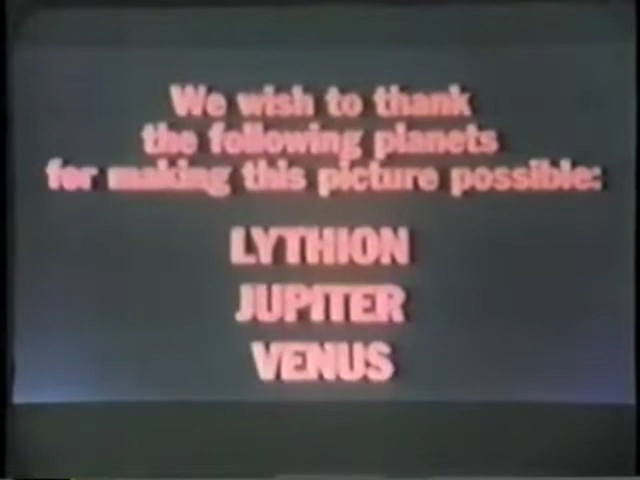 We wish to thank
the following planets
for making this picture possible:
LYTHION
JUPITER
VENUS